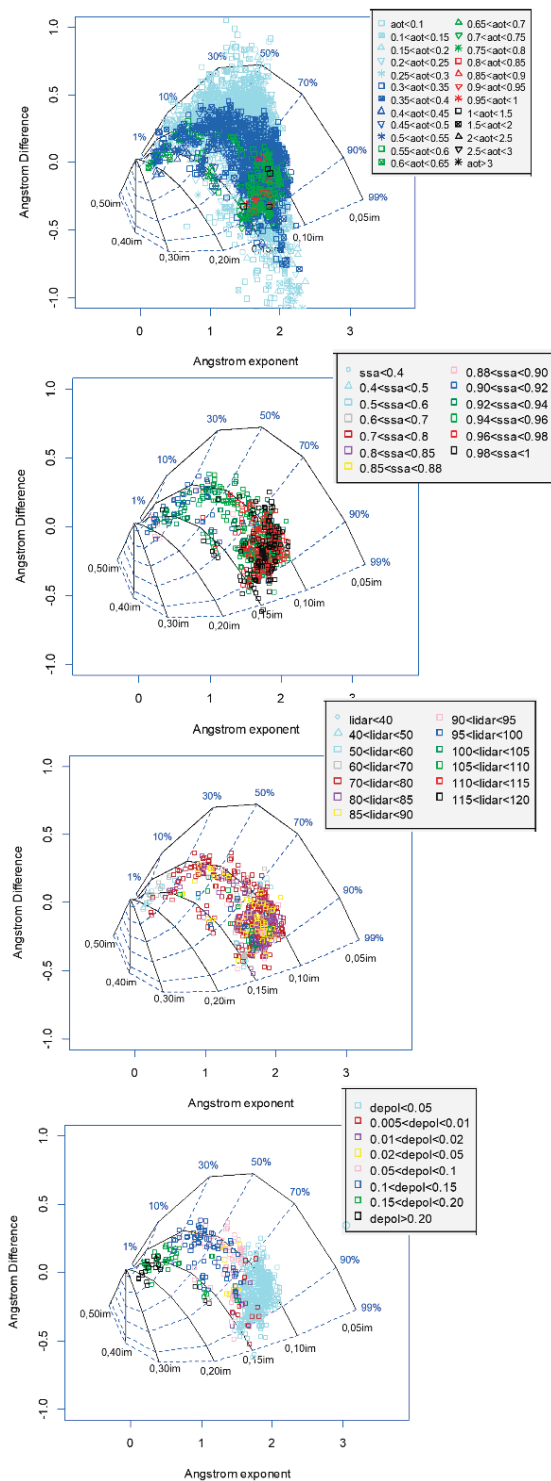 aot<0.1
0.1<aot<0.15
0.15<aot<0.2
0.2<aot<0.25
0.25<aot<0.3
0.3<aot<0.35
0.35<aot<0.4
0.4<aot<0.45
0.45<aot<0.5
0.5<aot<0.55
0.55<aot<0.6
0.6<aot<0.65
0.65<aot<0.7
0.7<aot<0.75
0.75<aot<0.8
0.8<aot<0.85
0.85<aot<0.9
0.9<aot<0.95
0.95<aot<1
1<aot<1.5
1.5<aot<2
2<aot<2.5
2.5<aot<3
aot>3
Angstrom Difference
1.0
0.5
0.0
-0.5
-1.0
1%
10%
30%
50%
70%
90%
99%
0,50im
0,40im
0,30im
0,20im
0,15im
0,10im
0,05im
0
1
2
3
Angstrom exponent
ssa<0.4
0.4<ssa<0.5
0.5<ssa<0.6
0.6<ssa<0.7
0.7<ssa<0.8
0.8<ssa<0.85
0.85<ssa<0.88
0.88<ssa<0.90
0.90<ssa<0.92
0.92<ssa<0.94
0.94<ssa<0.96
0.96<ssa<0.98
0.98<ssa<1
Angstrom Difference
1.0
0.5
0.0
-0.5
-1.0
1%
10%
30%
50%
70%
90%
99%
0,50im
0,40im
0,30im
0,20im
0,15im
0,10im
0,05im
0
1
2
3
Angstrom exponent
lidar<40
40<lidar<50
50<lidar<60
60<lidar<70
70<lidar<80
80<lidar<85
85<lidar<90
90<lidar<95
95<lidar<100
100<lidar<105
105<lidar<110
110<lidar<115
115<lidar<120
Angstrom Difference
1.0
0.5
0.0
-0.5
-1.0
1%
10%
30%
50%
70%
90%
99%
0,50im
0,40im
0,30im
0,20im
0,15im
0,10im
0,05im
0
1
2
3
Angstrom exponent
depol<0.05
0.005<depol<0.01
0.01<depol<0.02
0.02<depol<0.05
0.05<depol<0.1
0.1<depol<0.15
0.15<depol<0.20
depol>0.20
Angstrom Difference
1.0
0.5
0.0
-0.5
-1.0
1%
10%
30%
50%
70%
90%
99%
0,50im
0,40im
0,30im
0,20im
0,15im
0,10im
0,05im
0
1
2
3
Angstrom exponent